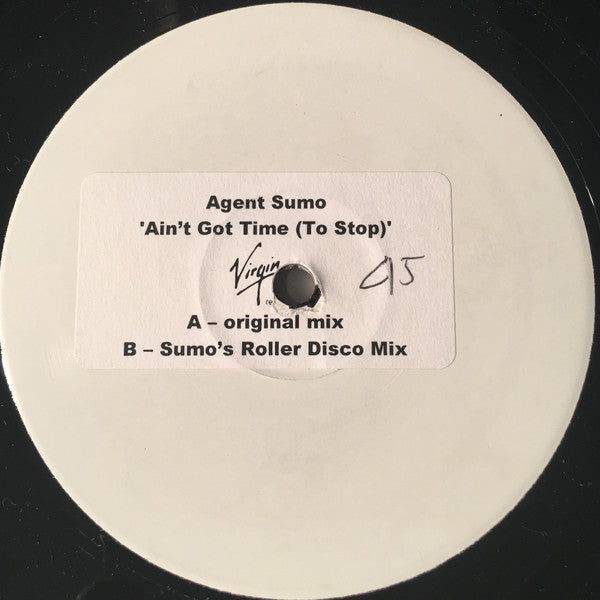 Agent Sumo
'Ain’t Got Time (To Stop)'
Virgin
A – original mix
B – Sumo’s Roller Disco Mix